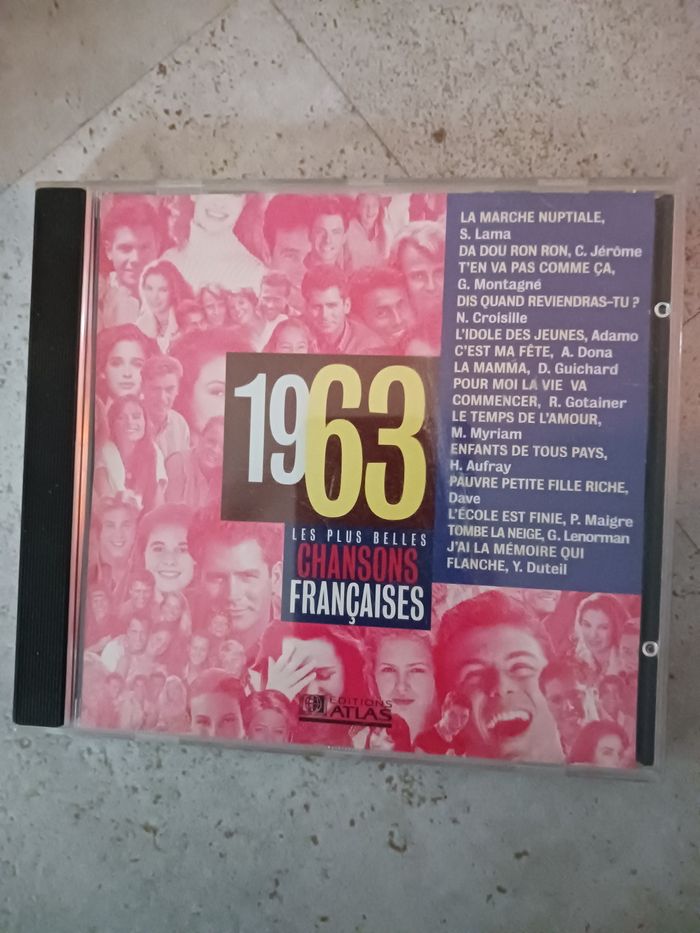 LA MARCHE NUPTIALE,
S. Lama
DA DOU RON RON, C. Jérôme
T'EN VA PAS COMME ÇA,
G. Montagné
DIS QUAND REVIENDRAS-TU ?
N. Croisille
L'IDOLE DES JEUNES, Adamo
C'EST MA FÊTE, A. Dona
LA MAMMA, D. Guichard
POUR MOI LA VIE VA
COMMENCER, R. Gotainer
LE TEMPS DE L'AMOUR,
M. Myriam
ENFANTS DE TOUS PAYS,
H. Aufray
PAUVRE PETITE FILLE RICHE,
Dave
L'ÉCOLE EST FINIE, P. Maigre
TOMBE LA NEIGE, G. Lenorman
J'AI LA MÉMOIRE QUI
FLANCHE, Y. Duteil
1963
LES PLUS BELLES
CHANSONS
FRANÇAISES
EDITIONS
ATLAS